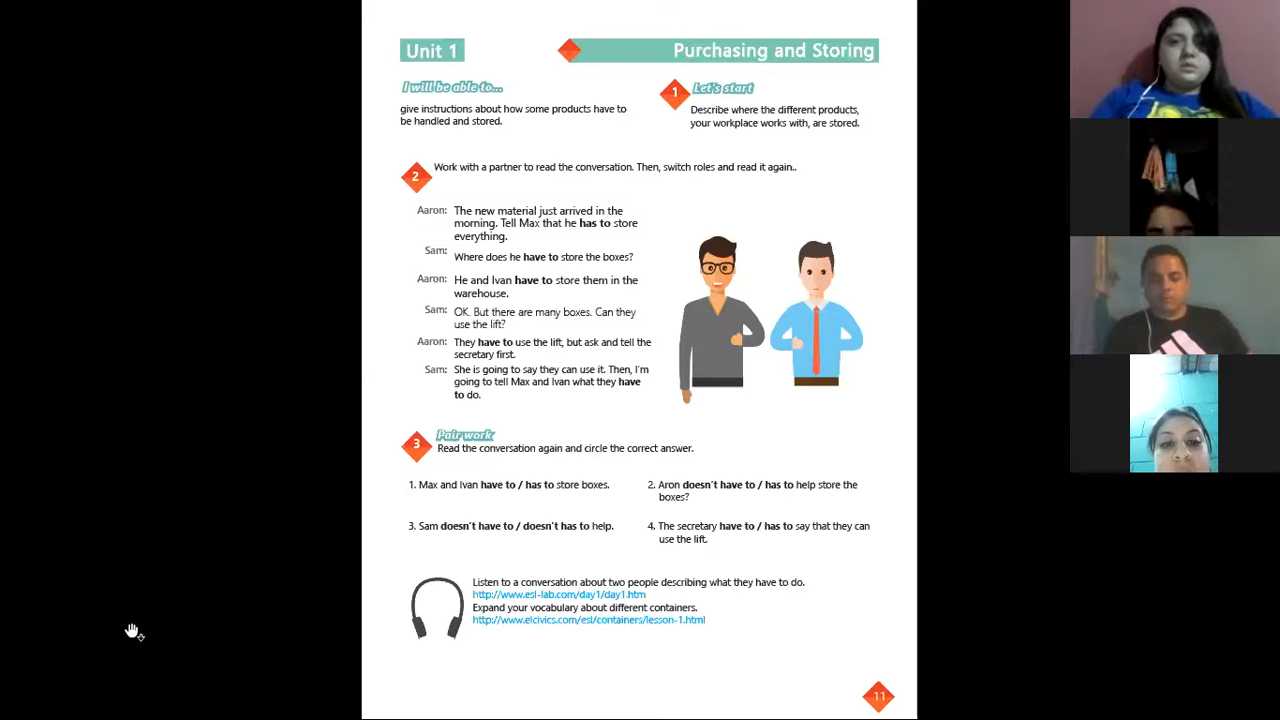 Unit 1
Purchasing and Storing
I will be able to...
give instructions about how some products have to
be handled and stored.
1
Let's start
Describe where the different products,
your workplace works with, are stored.
2
Work with a partner to read the conversation. Then, switch roles and read it again..
Aaron: The new material just arrived in the
morning. Tell Max that he has to store
everything.
Sam: Where does he have to store the boxes?
Aaron: He and Ivan have to store them in the
warehouse.
Sam: OK. But there are many boxes. Can they
use the lift?
Aaron: They have to use the lift, but ask and tell the
secretary first.
Sam: She is going to say they can use it. Then, I'm
going to tell Max and Ivan what they have
to do.
3
Pair work
Read the conversation again and circle the correct answer.
1. Max and Ivan have to / has to store boxes.
2. Aron doesn't have to / has to help store the
boxes?
3. Sam doesn't have to / doesn't has to help.
4. The secretary have to / has to say that they can
use the lift.
Listen to a conversation about two people describing what they have to do.
http://www.esl-lab.com/day1/day1.htm
Expand your vocabulary about different containers.
http://www.elcivics.com/esl/containers/lesson-1.html
11